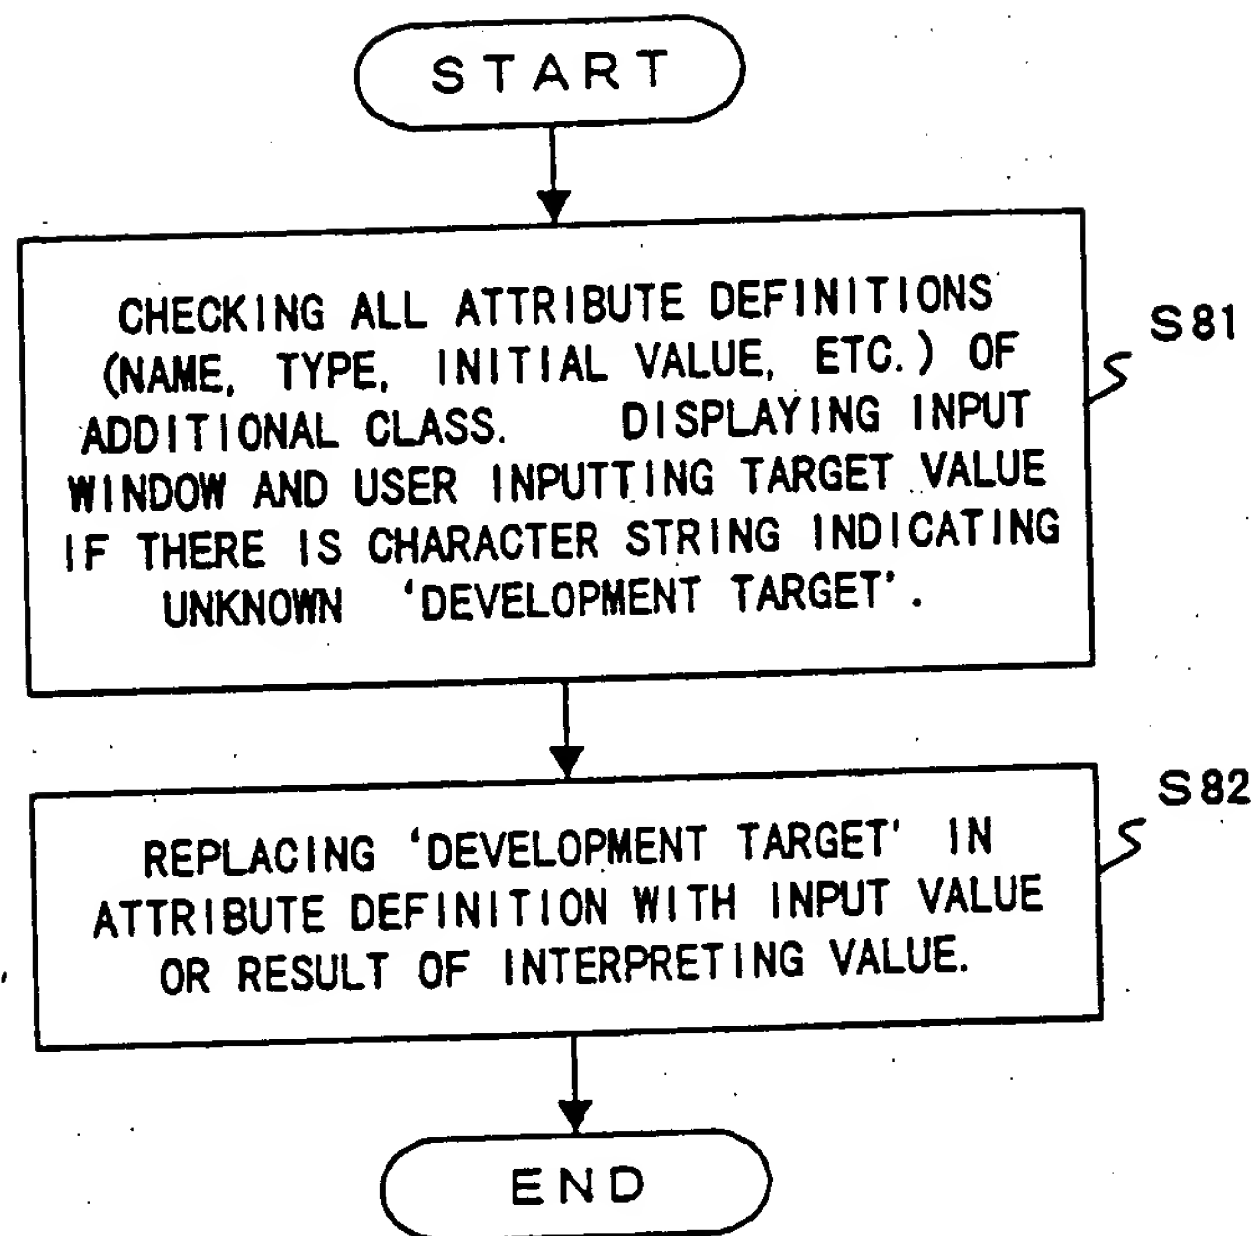 START
CHECKING ALL ATTRIBUTE DEFINITIONS
(NAME, TYPE, INITIAL VALUE, ETC.) OF
ADDITIONAL CLASS. DISPLAYING INPUT
WINDOW AND USER INPUTTING TARGET VALUE
IF THERE IS CHARACTER STRING INDICATING
UNKNOWN 'DEVELOPMENT TARGET'.
S81
REPLACING 'DEVELOPMENT TARGET' IN
ATTRIBUTE DEFINITION WITH INPUT VALUE
OR RESULT OF INTERPRETING VALUE.
S82
END